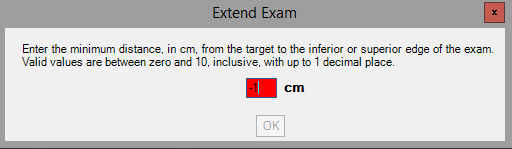 Extend Exam
x
Enter the minimum distance, in cm, from the target to the inferior or superior edge of the exam.
Valid values are between zero and 10, inclusive, with up to 1 decimal place.
-1 cm
OK